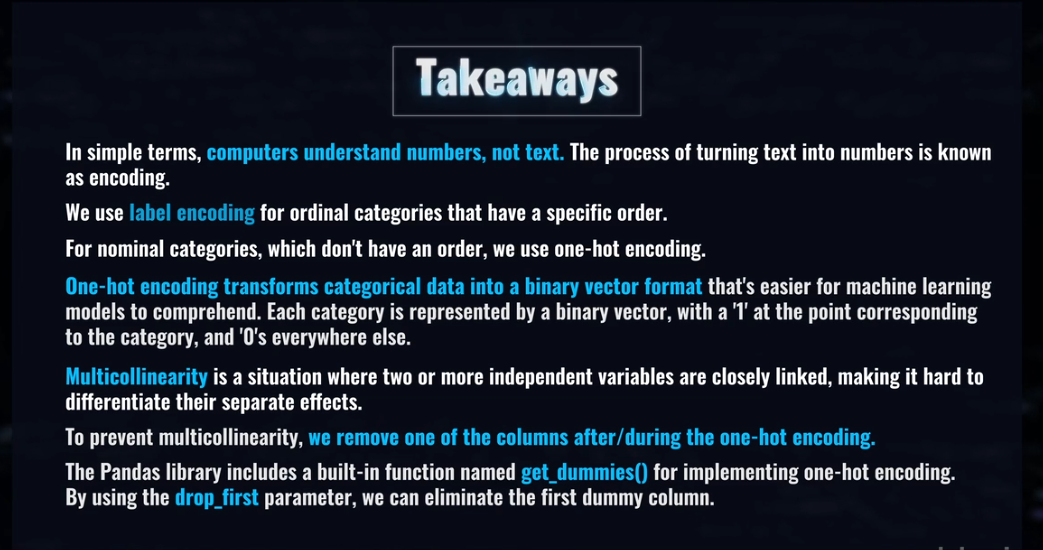 Takeaways
In simple terms, computers understand numbers, not text. The process of turning text into numbers is known
as encoding.
We use label encoding for ordinal categories that have a specific order.
For nominal categories, which don't have an order, we use one-hot encoding.
One-hot encoding transforms categorical data into a binary vector format that's easier for machine learning
models to comprehend. Each category is represented by a binary vector, with a '1' at the point corresponding
to the category, and '0's everywhere else.
Multicollinearity is a situation where two or more independent variables are closely linked, making it hard to
differentiate their separate effects.
To prevent multicollinearity, we remove one of the columns after/during the one-hot encoding.
The Pandas library includes a built-in function named get_dummies() for implementing one-hot encoding.
By using the drop_first parameter, we can eliminate the first dummy column.